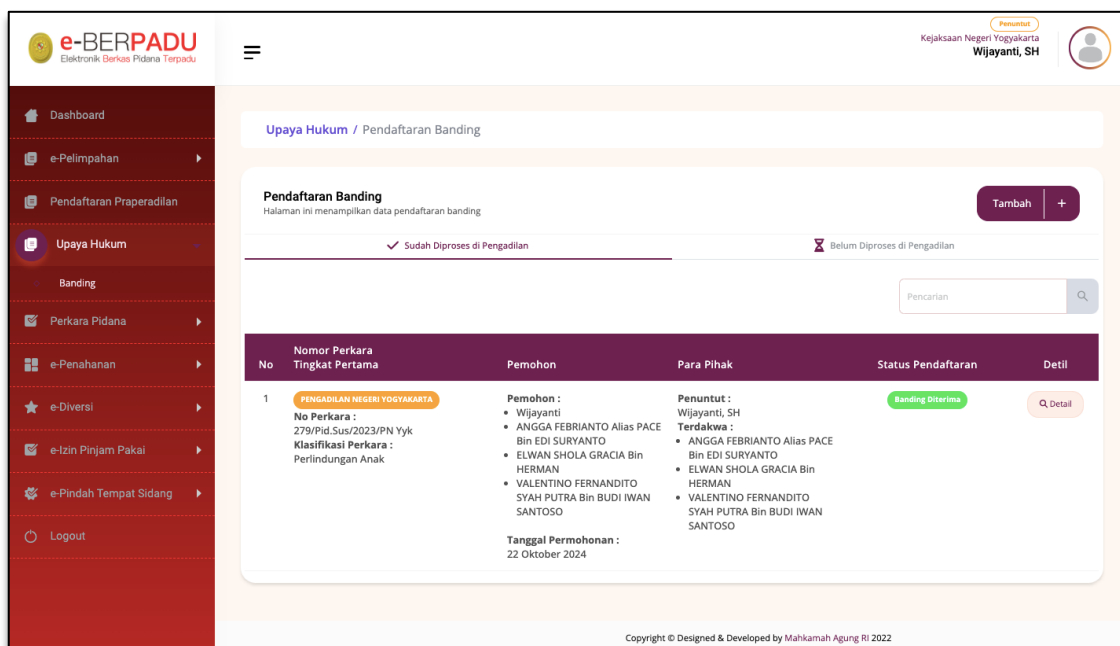 e-BERPADU
Elektronik Berkas Pidana Terpadu
Penuntut
Kejaksaan Negeri Yogyakarta
Wijayanti, SH
Dashboard
e-Pelimpahan
Pendaftaran Praperadilan
Upaya Hukum
Banding
Perkara Pidana
e-Penahanan
e-Diversi
e-Izin Pinjam Pakai
e-Pindah Tempat Sidang
Logout
Upaya Hukum / Pendaftaran Banding
Pendaftaran Banding
Halaman ini menampilkan data pendaftaran banding
Tambah +
Sudah Diproses di Pengadilan
Belum Diproses di Pengadilan
Pencarian
No
Nomor Perkara
Tingkat Pertama
Pemohon
Para Pihak
Status Pendaftaran
Detil
1
PENGADILAN NEGERI YOGYAKARTA
No Perkara :
279/Pid.Sus/2023/PN Yyk
Klasifikasi Perkara :
Perlindungan Anak
Pemohon :
• Wijayanti
• ANGGA FEBRIANTO Alias PACE
Bin EDI SURYANTO
• ELWAN SHOLA GRACIA Bin
HERMAN
• VALENTINO FERNANDITO
SYAH PUTRA Bin BUDI IWAN
SANTOSO
Tanggal Permohonan :
22 Oktober 2024
Penuntut :
Wijayanti, SH
Terdakwa :
• ANGGA FEBRIANTO Alias PACE
Bin EDI SURYANTO
• ELWAN SHOLA GRACIA Bin
HERMAN
• VALENTINO FERNANDITO
SYAH PUTRA Bin BUDI IWAN
SANTOSO
Banding Diterima
Detail
Copyright © Designed & Developed by Mahkamah Agung RI 2022